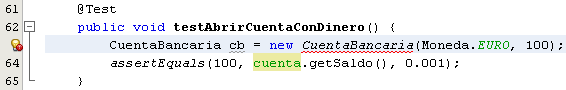 61 @Test
62 public void testAbrirCuentaConDinero() {
CuentaBancaria cb = new CuentaBancaria(Moneda.EURO, 100);
64 assertEquals(100, cuenta.getSaldo(), 0.001);
65 }